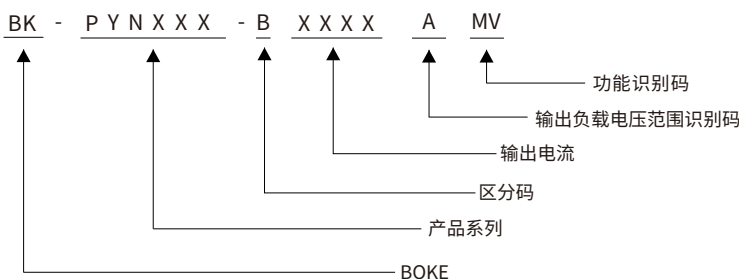 BK - PYNXXX - B XXXX A MV
功能识别码
输出负载电压范围识别码
输出电流
区分码
产品系列
BOKE